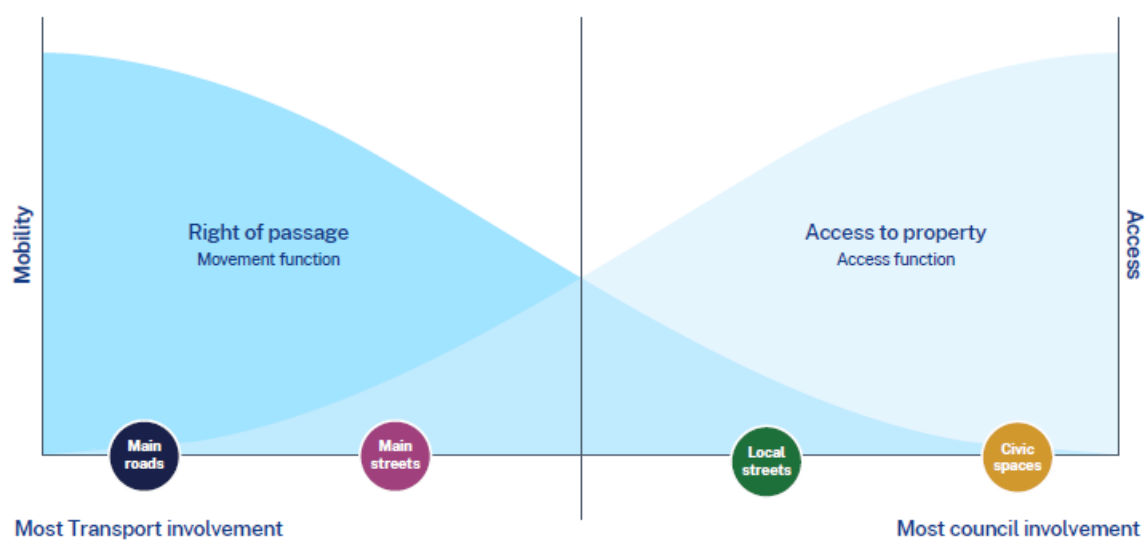 Mobility
Right of passage
Movement function
Access to property
Access function
Access
Main
roads
Main
streets
Local
streets
Civic
spaces
Most Transport involvement
Most council involvement